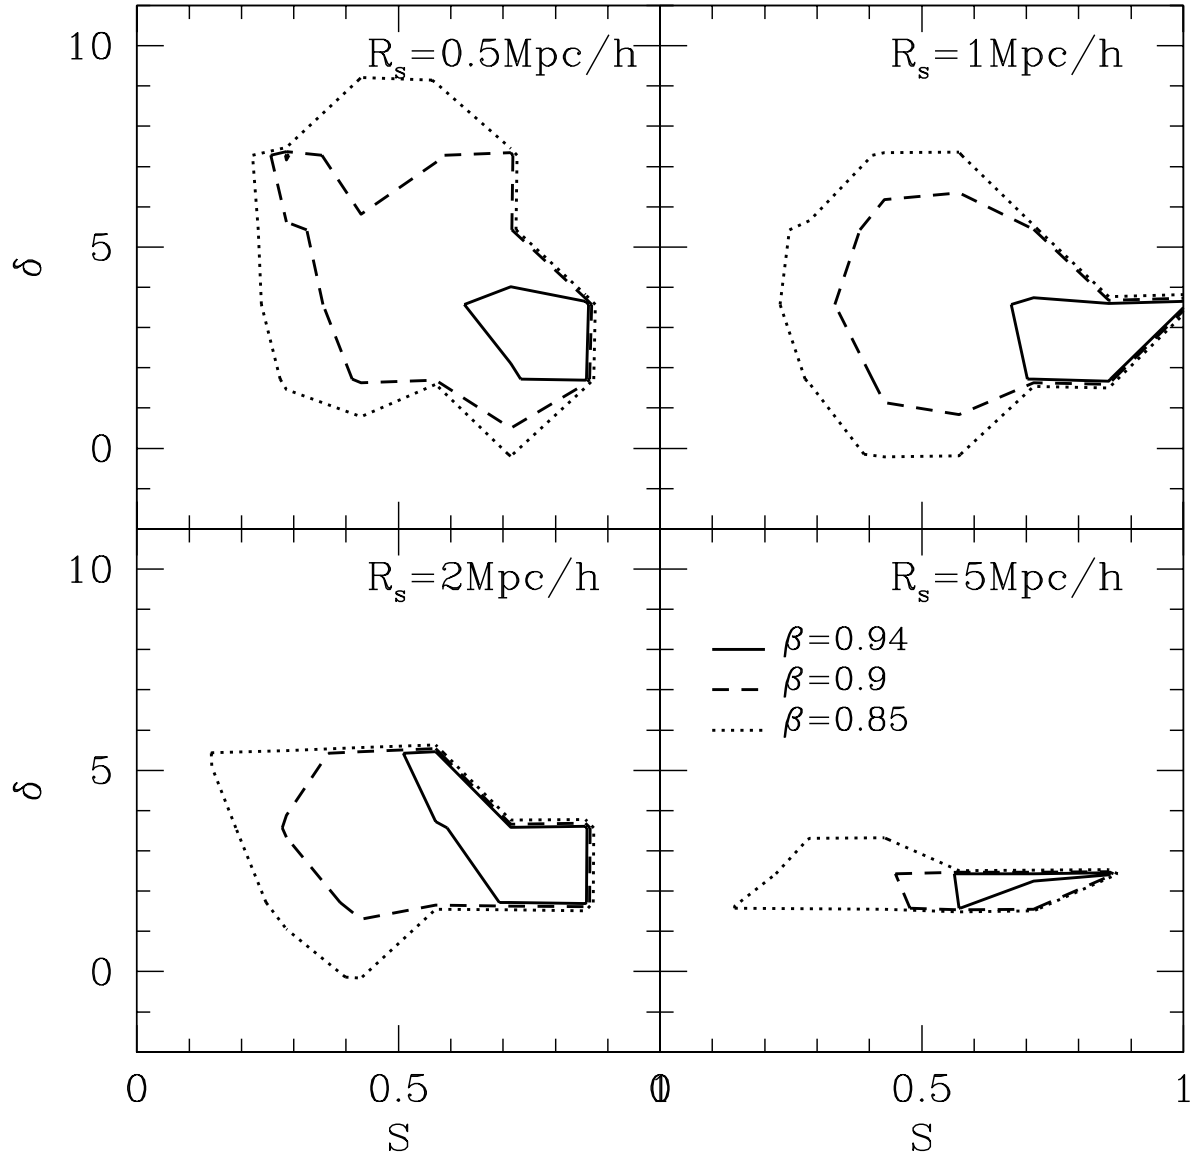 10
R_s=0.5Mpc/h
R_s=1Mpc/h
δ
5
0
10
R_s=2Mpc/h
R_s=5Mpc/h
β=0.94
β=0.9
β=0.85
δ
5
0
0
0.5
1
0
0.5
1
S
S